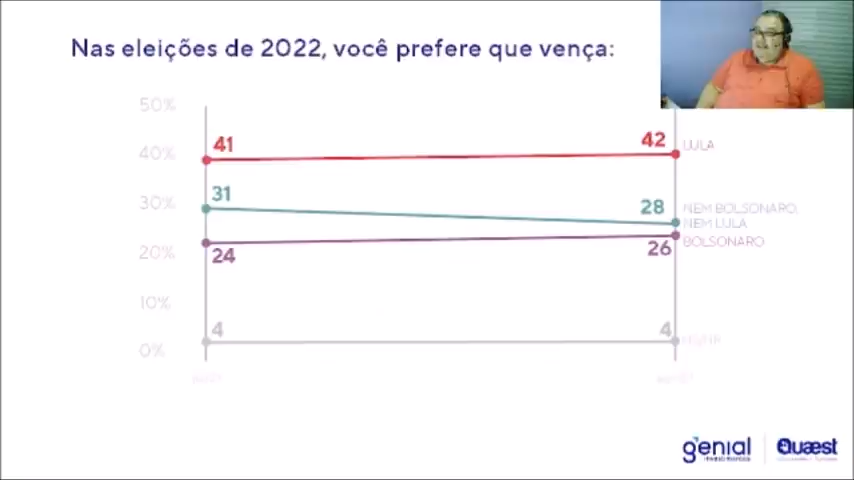 Nas eleições de 2022, você prefere que vença:
50%
40%
30%
20%
10%
0%
41
42
LULA
31
28
NEM BOLSONARO,
NEM LULA
24
26
BOLSONARO
4
4
genial
Quæst